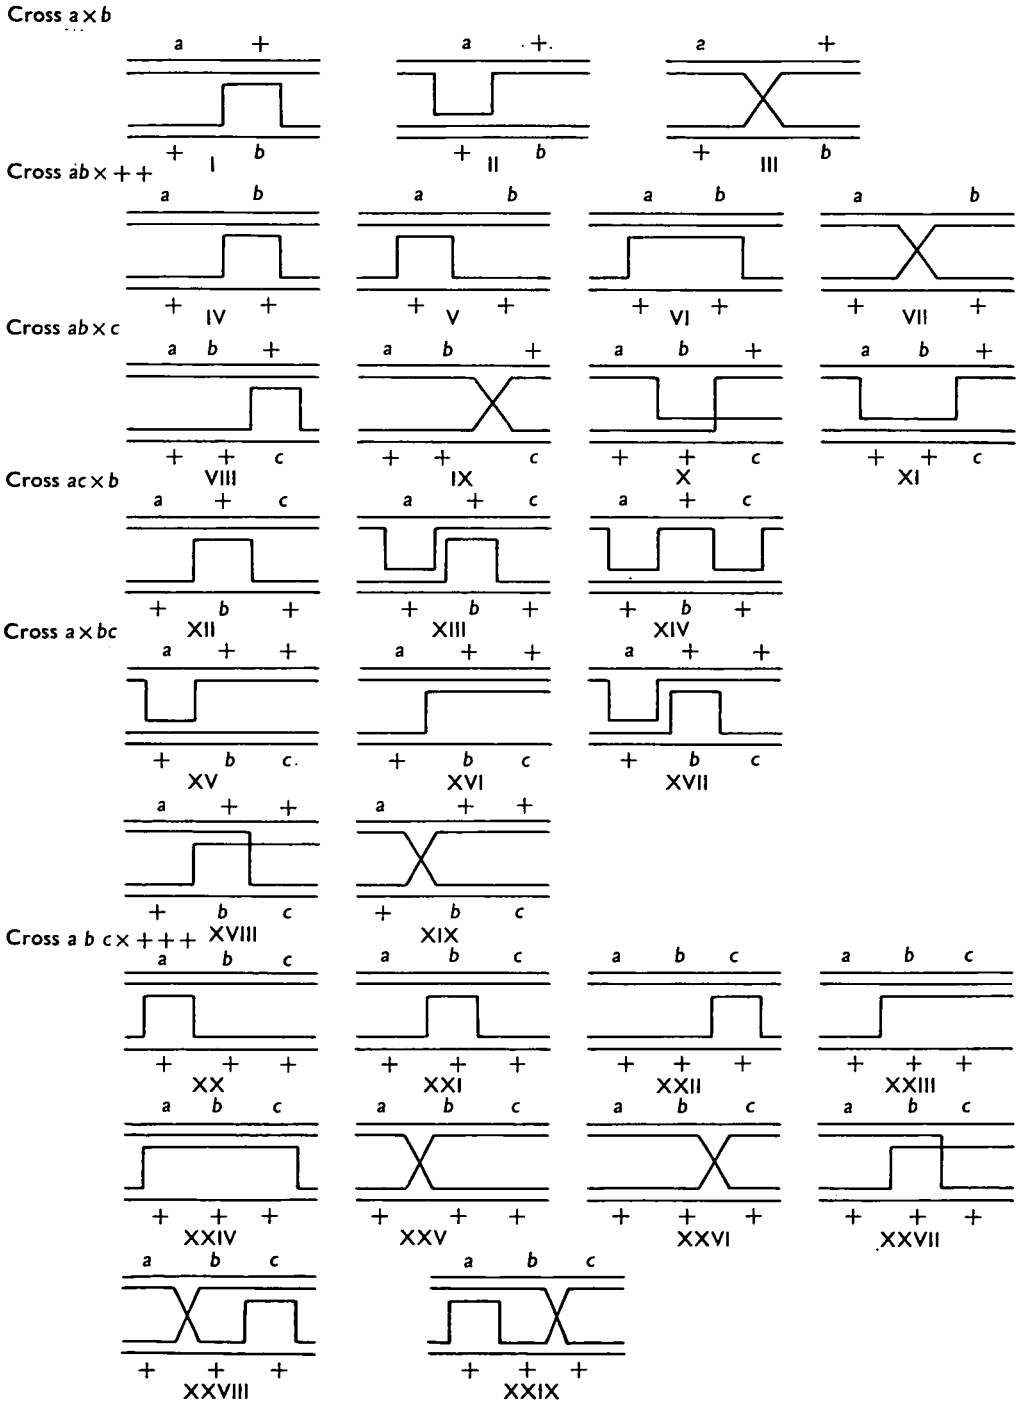 Cross a×b
a + a + a +
+ b + b + b
I II III
Cross ab×++
a b a b a b a b
+ + + + + + + +
IV V VI VII
Cross ab×c
a b + a b + a b + a b +
+ + c + + c + + c + + c
VIII IX X XI
Cross ac×b
a + c a + c a + c
+ b + + b + + b +
XII XIII XIV
Cross a×bc
a + + a + + a + +
+ b c + b c + b c
XV XVI XVII
a + + a + +
+ b c + b c
XVIII XIX
Cross a b c×+++
a b c a b c a b c a b c
+ + + + + + + + + + + +
XX XXI XXII XXIII
a b c a b c a b c a b c
+ + + + + + + + + + + +
XXIV XXV XXVI XXVII
a b c a b c
+ + + + + +
XXVIII XXIX